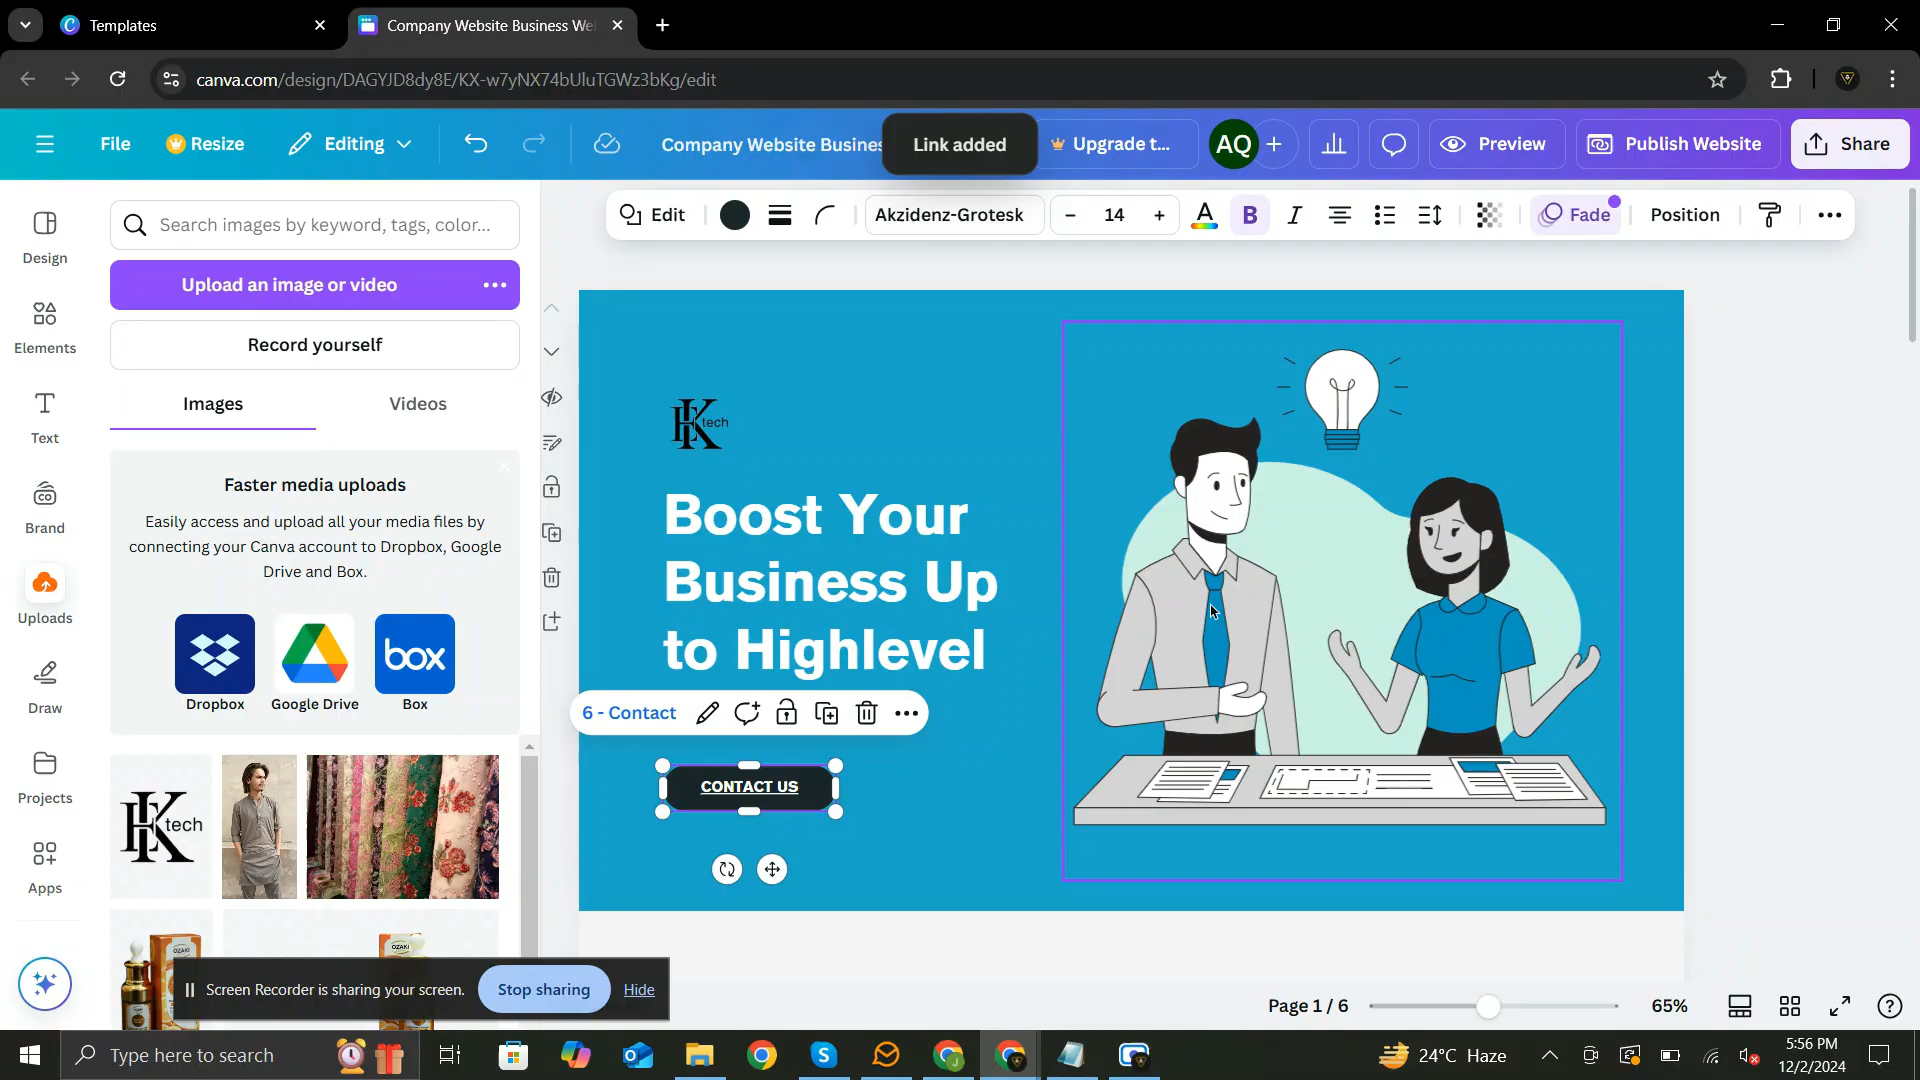 Templates
Company Website Business We
canva.com/design/DAGYJD8dy8E/KX-w7yNX74bUluTGWz3bKg/edit
File
Resize
Editing
Company Website Busines
Link added
Upgrade t...
AQ
Preview
Publish Website
Share
Search images by keyword, tags, color...
Edit
Akzidenz-Grotesk
14
A
B
I
Fade
Position
Design
Upload an image or video
Elements
Record yourself
Images
Videos
Text
Faster media uploads
Easily access and upload all your media files by
connecting your Canva account to Dropbox, Google
Drive and Box.
Brand
Uploads
box
Dropbox
Google Drive
Box
Draw
Projects
Apps
tech
OZAKI
OZAKI
tech
Boost Your
Business Up
to Highlevel
6 - Contact
CONTACT US
Screen Recorder is sharing your screen.
Stop sharing
Hide
Page 1 / 6
65%
Type here to search
24°C Haze
5:56 PM
12/2/2024